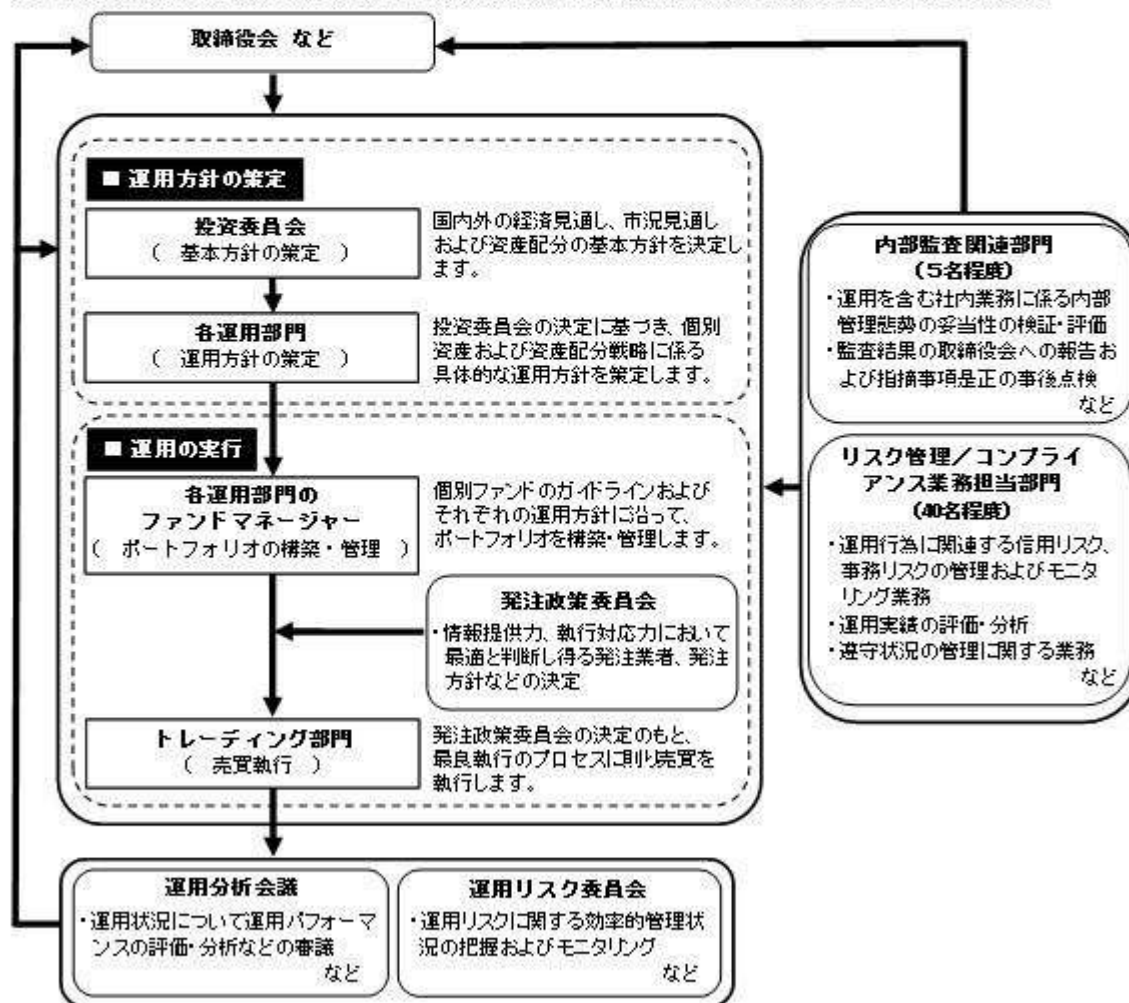 取締役会 など
■ 運用方針の策定
投資委員会
（ 基本方針の策定 ）
国内外の経済見通し、市況見通し
および資産配分の基本方針を決定し
ます。
各運用部門
（ 運用方針の策定 ）
投資委員会の決定に基づき、個別
資産および資産配分戦略に係る
具体的な運用方針を策定します。
■ 運用の実行
各運用部門の
ファンドマネージャー
（ ポートフォリオの構築・管理 ）
個別ファンドのガイドラインおよび
それぞれの運用方針に沿って、
ポートフォリオを構築・管理します。
発注政策委員会
・情報提供力、執行対応力において
最適と判断し得る発注業者、発注
方針などの決定
トレーディング部門
（ 売買執行 ）
発注政策委員会の決定のもと、
最良執行のプロセスに則り売買を
執行します。
運用分析会議
・運用状況について運用パフォーマ
ンスの評価・分析などの審議
など
運用リスク委員会
・運用リスクに関する効率的管理状
況の把握およびモニタリング
など
内部監査関連部門
（5名程度）
・運用を含む社内業務に係る内部
管理態勢の妥当性の検証・評価
・監査結果の取締役会への報告お
よび指摘事項是正の事後点検
など
リスク管理／コンプライ
アンス業務担当部門
（40名程度）
・運用行為に関連する信用リスク、
事務リスクの管理およびモニタ
リング業務
・運用実績の評価・分析
・遵守状況の管理に関する業務
など